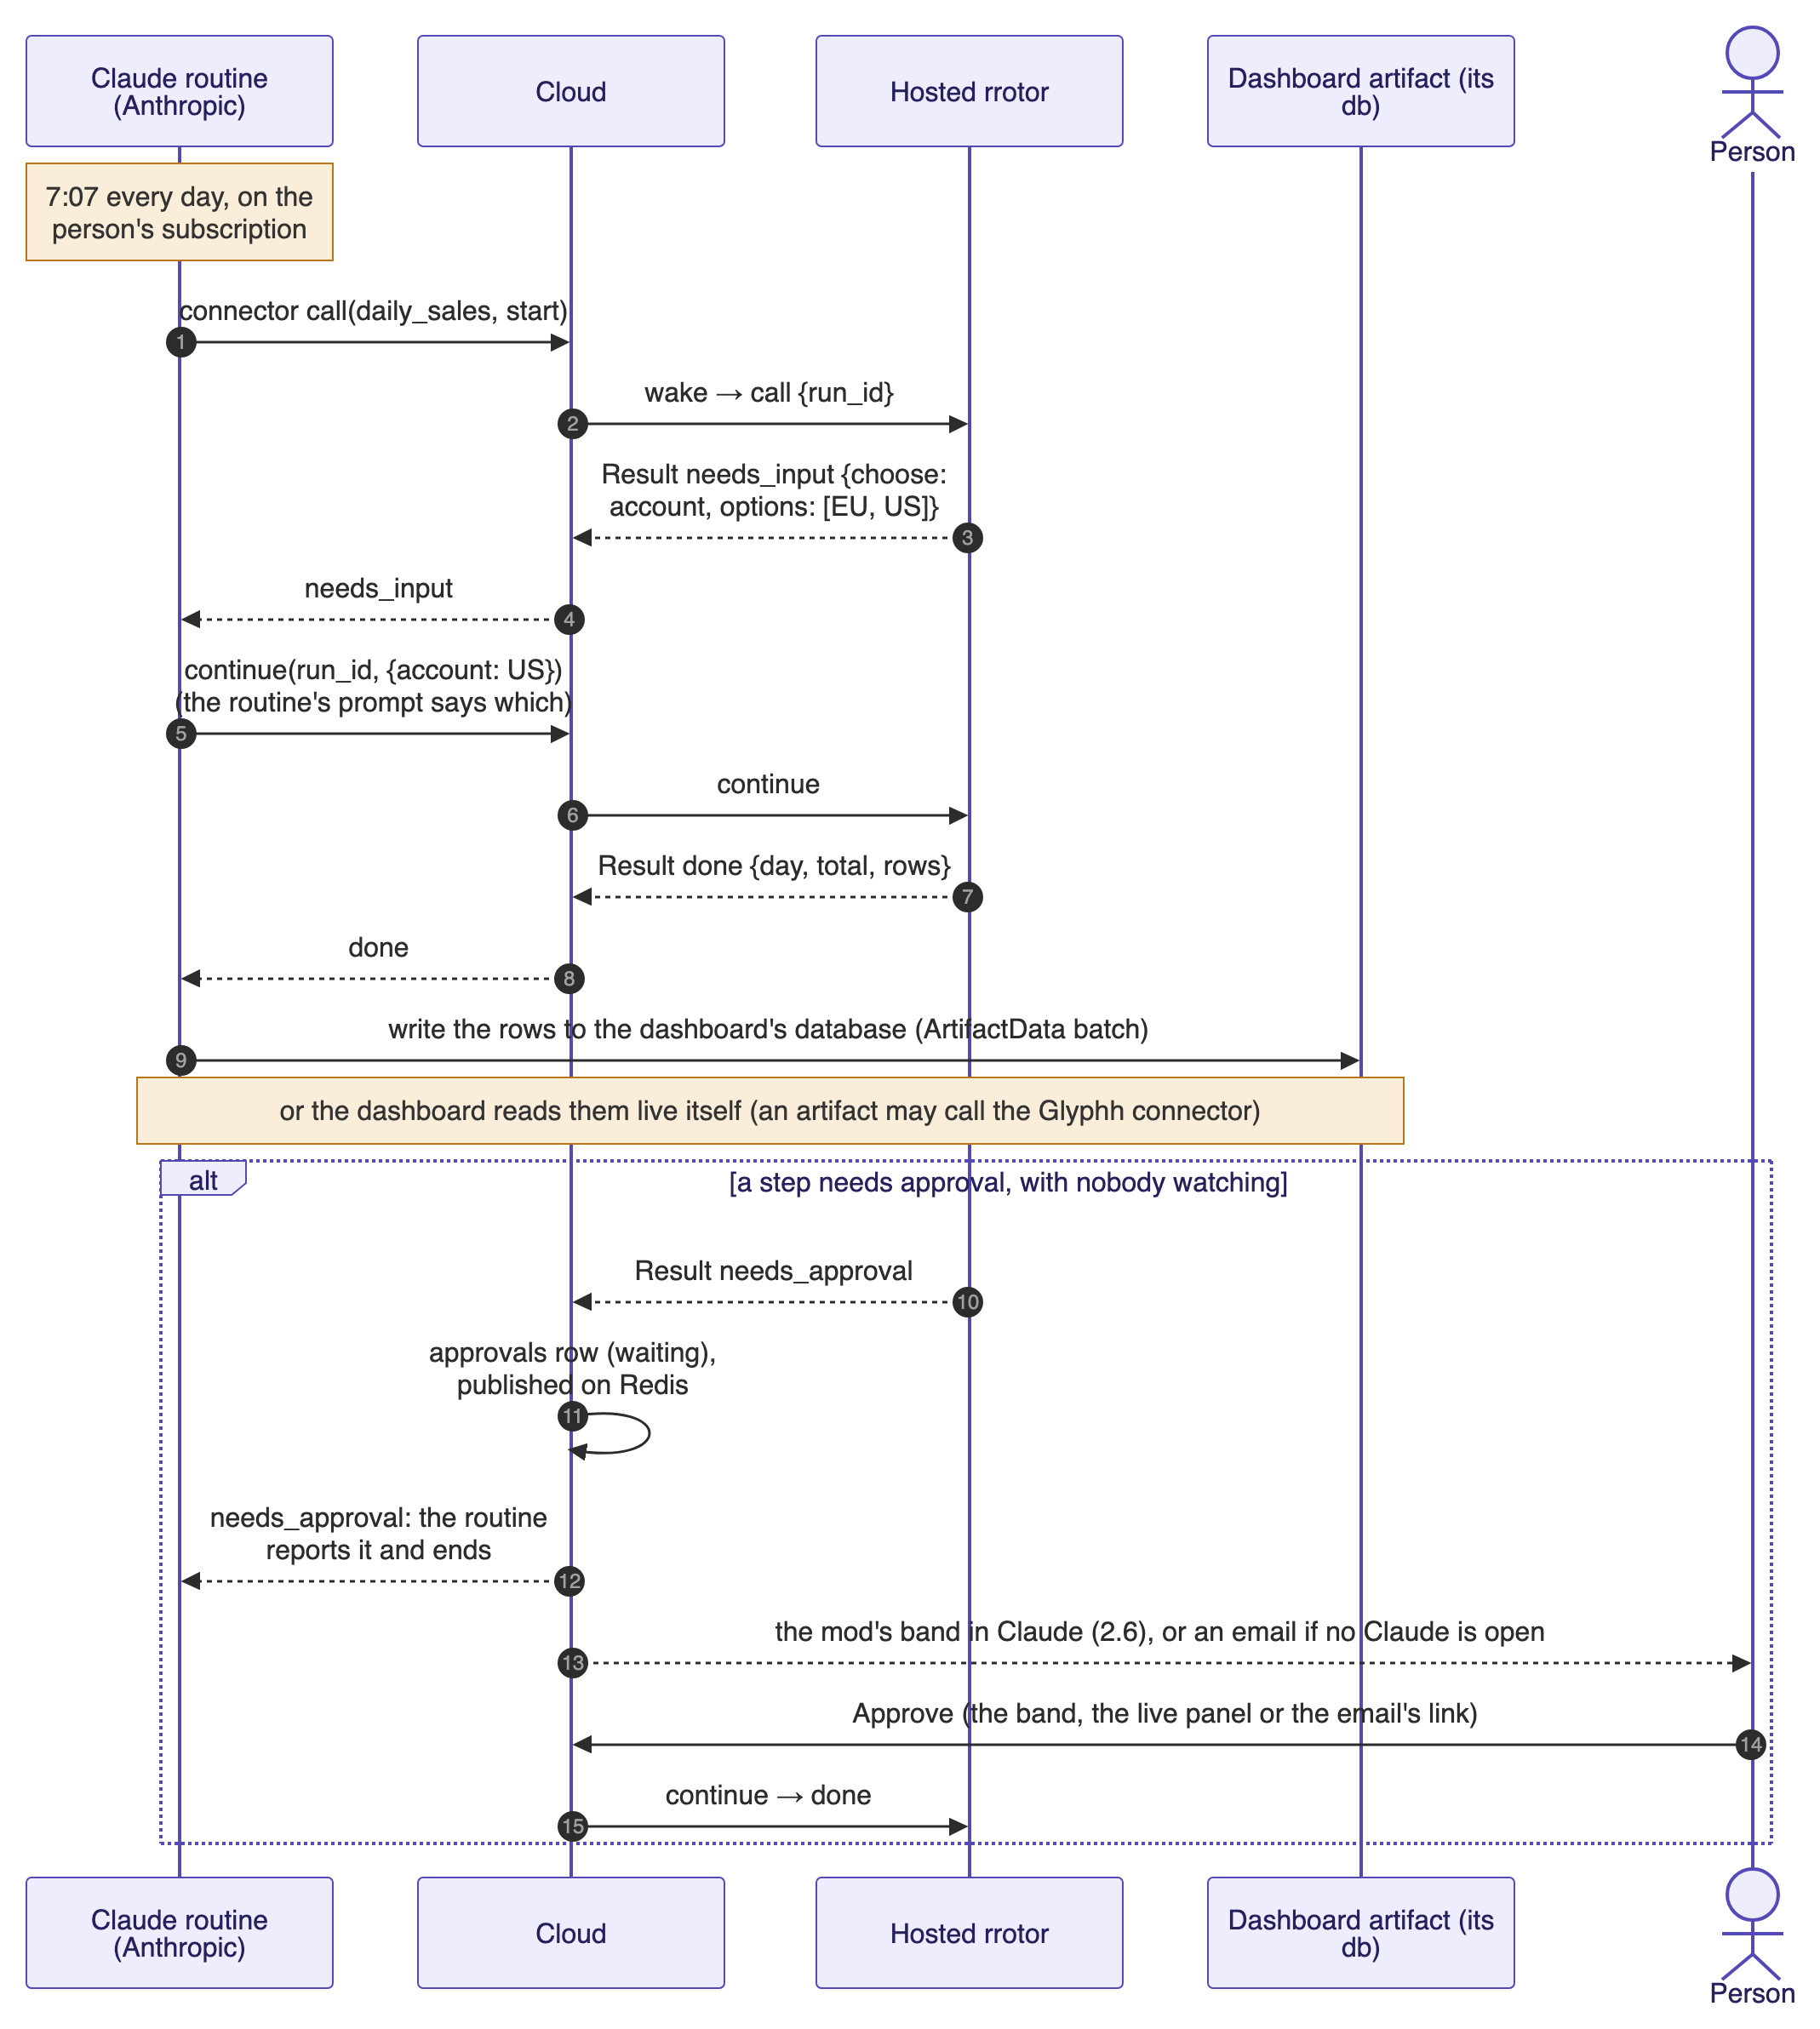 Claude routine
(Anthropic)
Cloud
Hosted rrotor
Dashboard artifact (its
db)
Person
7:07 every day, on the
person's subscription
connector call(daily_sales, start)
1
wake → call {run_id}
2
Result needs_input {choose:
account, options: [EU, US]}
3
needs_input
4
continue(run_id, {account: US})
(the routine's prompt says which)
5
continue
6
Result done {day, total, rows}
7
done
8
write the rows to the dashboard's database (ArtifactData batch)
9
or the dashboard reads them live itself (an artifact may call the Glyphh connector)
alt
[a step needs approval, with nobody watching]
Result needs_approval
10
approvals row (waiting),
published on Redis
11
needs_approval: the routine
reports it and ends
12
the mod's band in Claude (2.6), or an email if no Claude is open
13
Approve (the band, the live panel or the email's link)
14
continue → done
15
Claude routine
(Anthropic)
Cloud
Hosted rrotor
Dashboard artifact (its
db)
Person